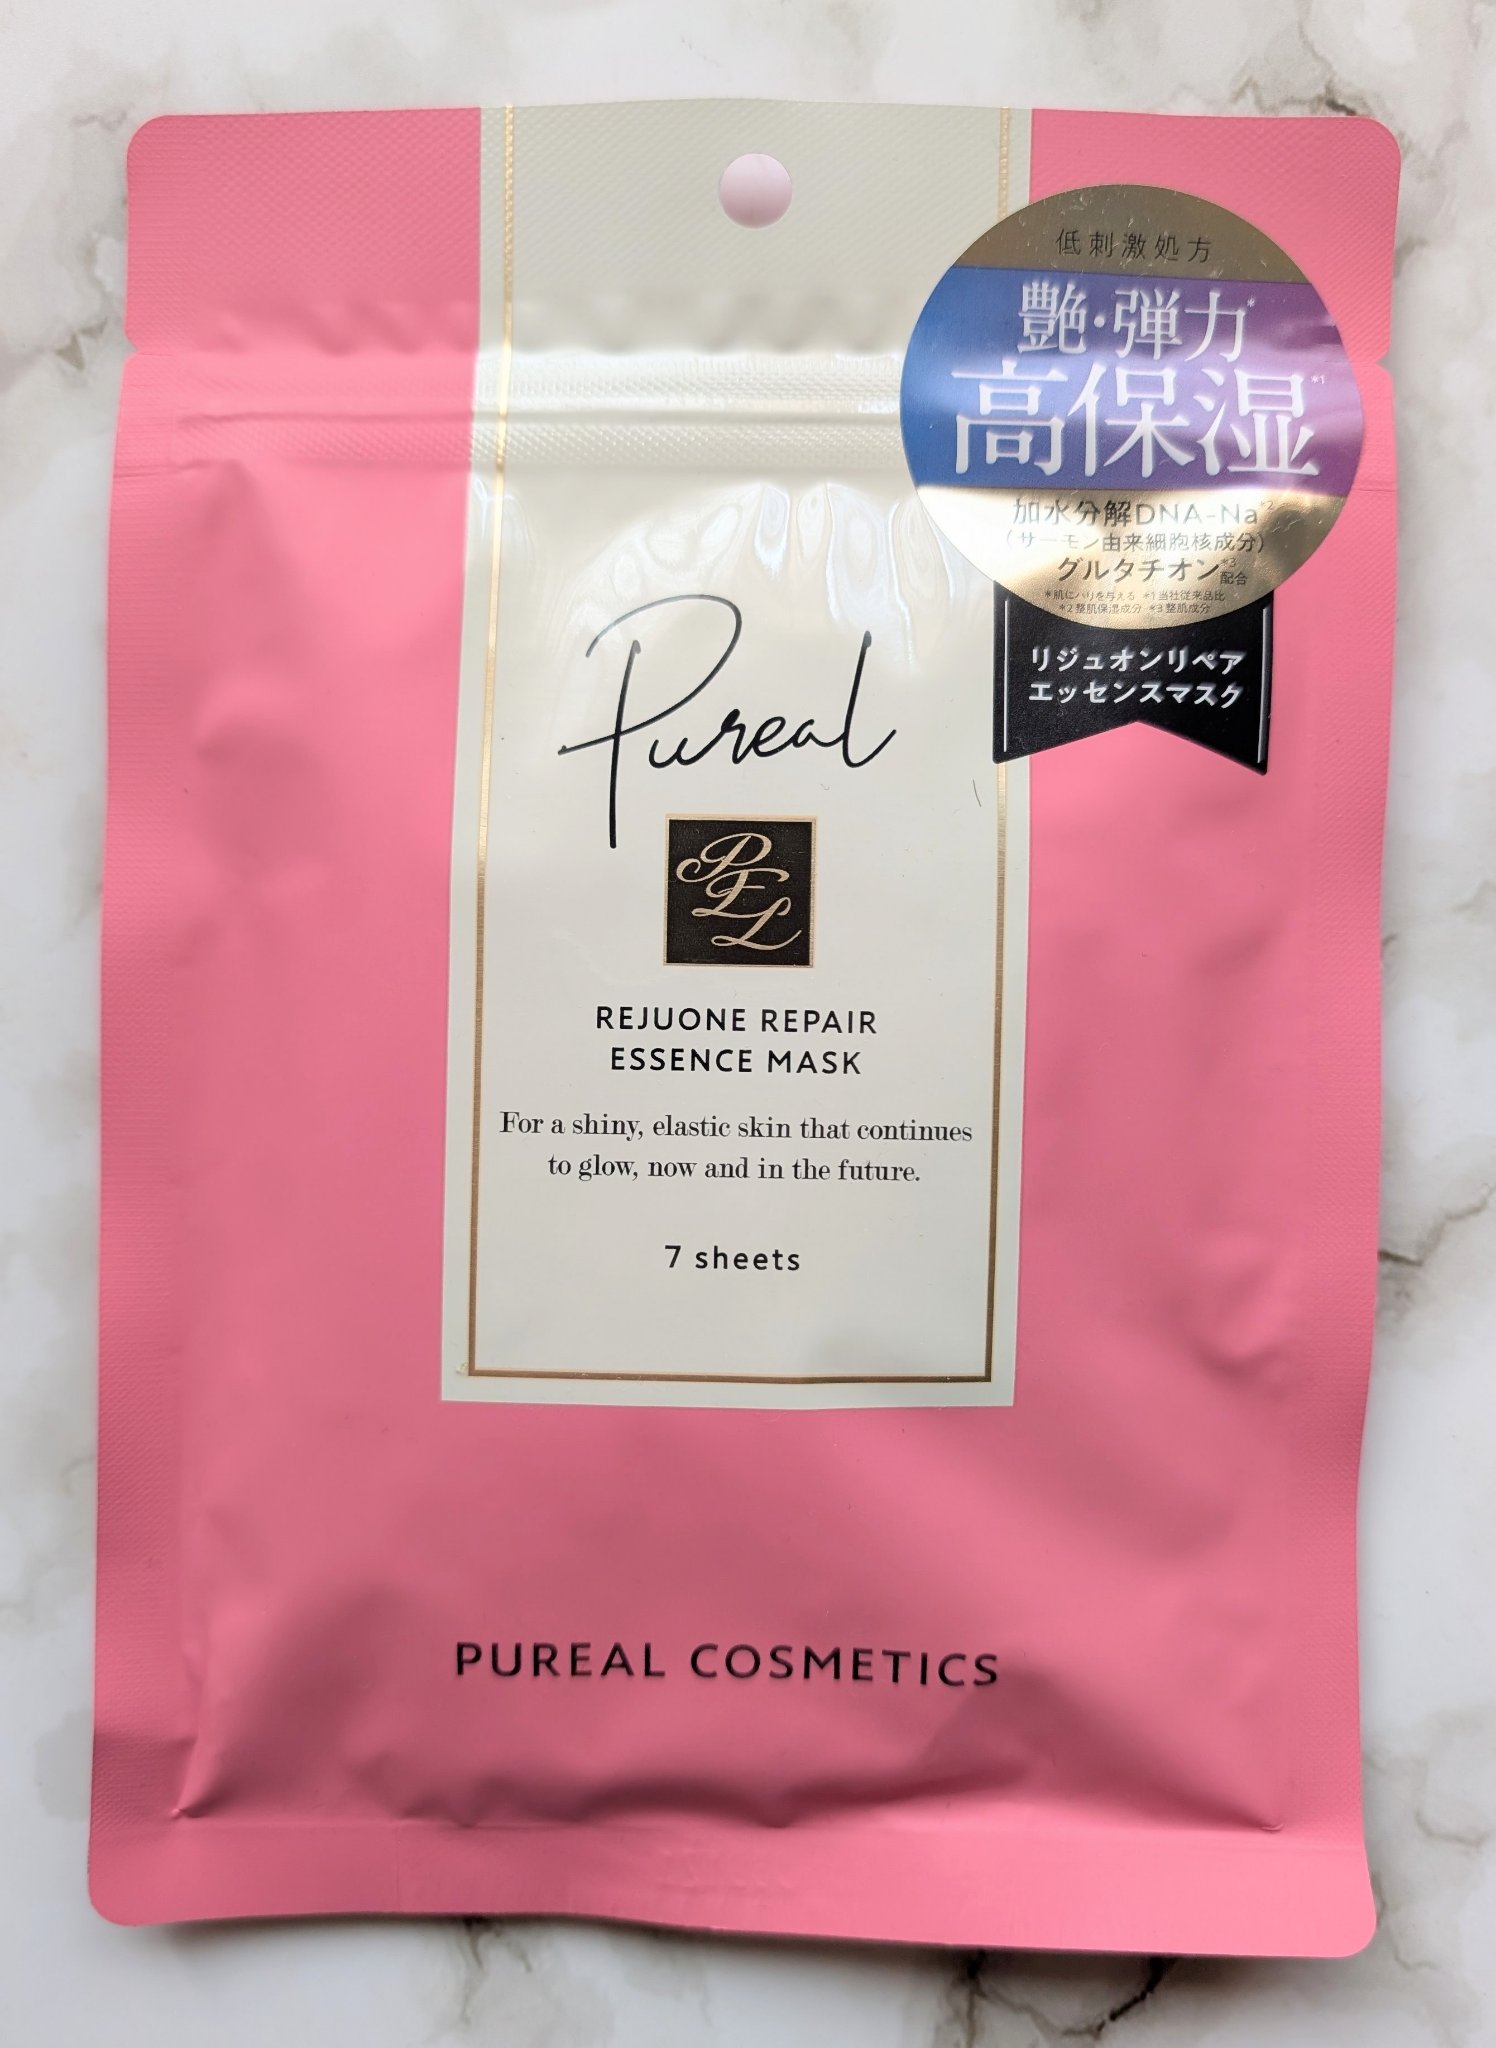 低刺激処方
艶・弾力*
高保湿*1
加水分解DNA-Na*2
(サーモン由来細胞核成分)
グルタチオン*3配合
*肌にハリを与える *1当社従来品比
*2整肌保湿成分 *3整肌成分
リジュオンリペア
エッセンスマスク
Pureal
PEL
REJUONE REPAIR
ESSENCE MASK
For a shiny, elastic skin that continues
to glow, now and in the future.
7 sheets
PUREAL COSMETICS